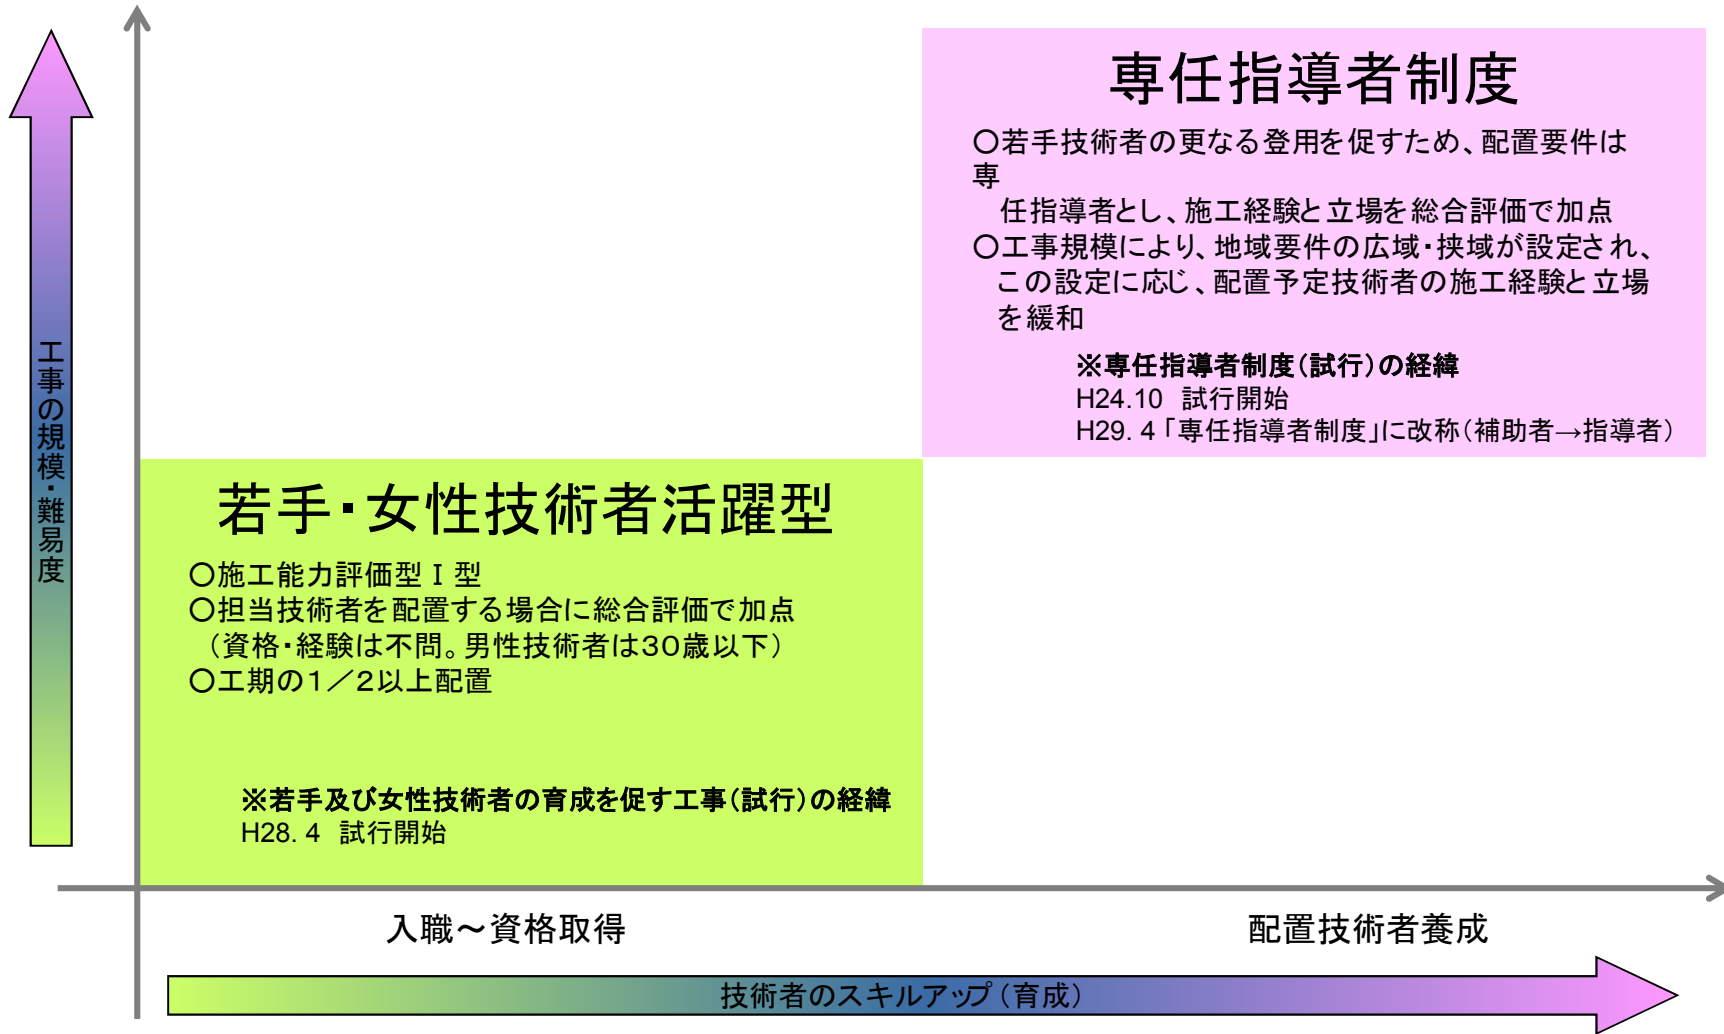 専任指導者制度
○若手技術者の更なる登用を促すため、配置要件は
専
任指導者とし、施工経験と立場を総合評価で加点
○工事規模により、地域要件の広域・挟域が設定され、
この設定に応じ、配置予定技術者の施工経験と立場
を緩和
※専任指導者制度(試行)の経緯
H24.10 試行開始
H29. 4「専任指導者制度」に改称(補助者→指導者)
工事の規模・難易度
若手・女性技術者活躍型
○施工能力評価型Ⅰ型
○担当技術者を配置する場合に総合評価で加点
(資格・経験は不問。男性技術者は30歳以下)
○工期の1/2以上配置
※若手及び女性技術者の育成を促す工事(試行)の経緯
H28. 4 試行開始
入職~資格取得
配置技術者養成
技術者のスキルアップ(育成)